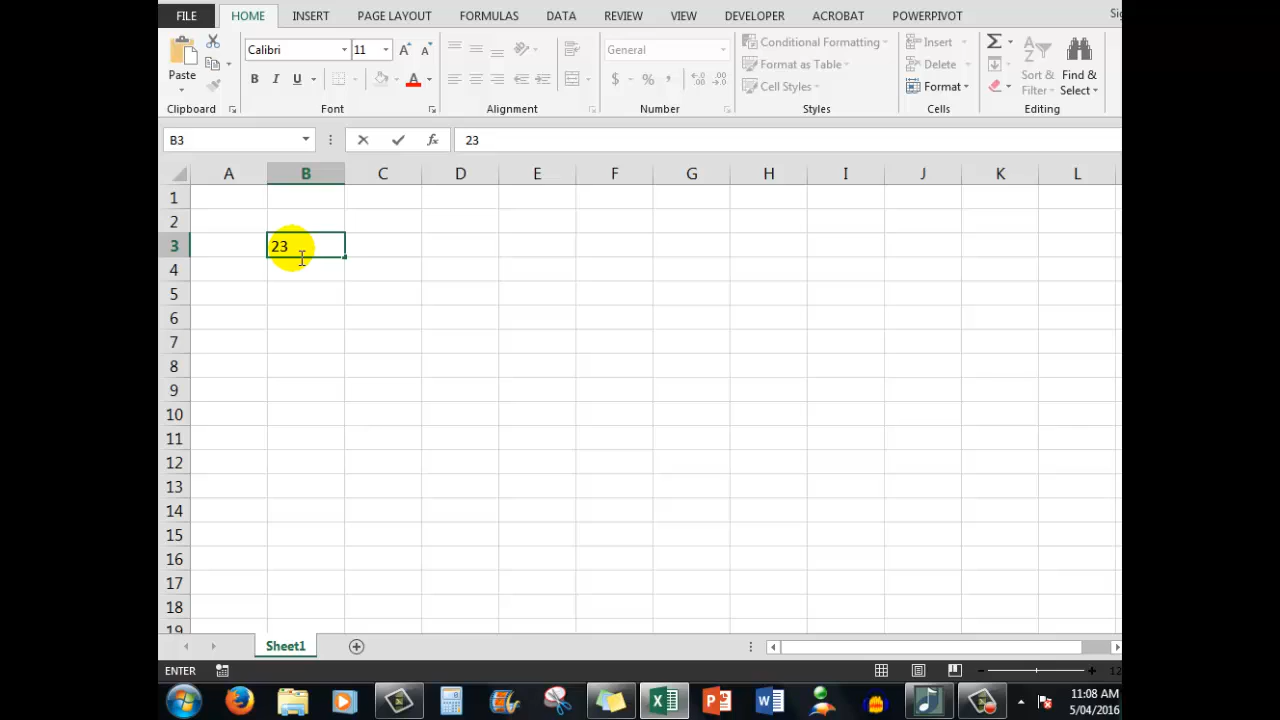 FILE HOME INSERT PAGE LAYOUT FORMULAS DATA REVIEW VIEW DEVELOPER ACROBAT POWERPIVOT
Calibri 11 General Conditional Formatting Insert
Paste Format as Table Delete Sort & Find &
B I U $ % , Cell Styles Format Filter Select
Clipboard Font Alignment Number Styles Cells Editing
B3 fx 23
A B C D E F G H I J K L
1
2
3 23
4
5
6
7
8
9
10
11
12
13
14
15
16
17
18
19
Sheet1
ENTER
11:08 AM
5/04/2016